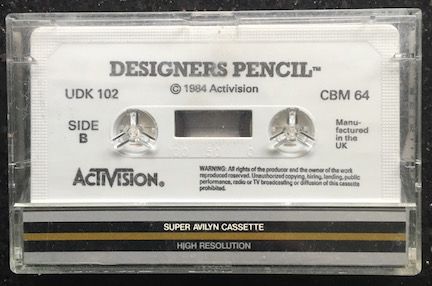 DESIGNERS PENCIL™
© 1984 Activision
UDK 102
CBM 64
SIDE
B
Manu-
factured
in the
UK
ACTIVISION®
WARNING: All rights of the producer and the owner of the work
reproduced reserved. Unauthorized copying, hiring, lending, public
performance, radio or TV broadcasting or diffusion of this cassette
prohibited.
SUPER AVILYN CASSETTE
HIGH RESOLUTION